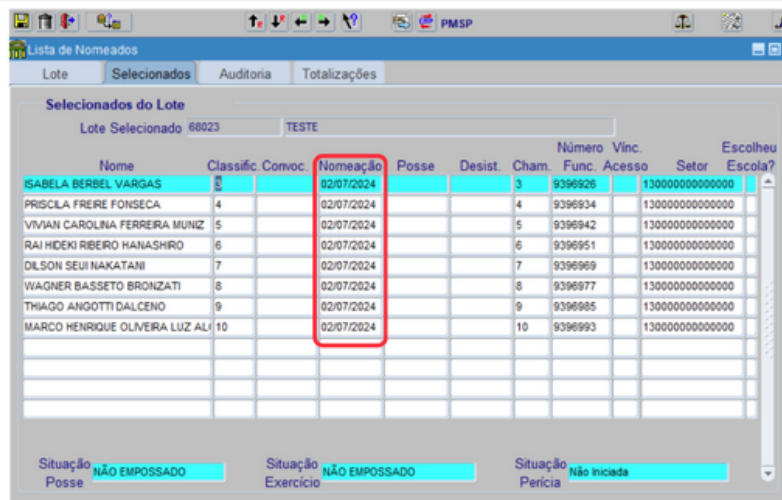 PMSP
Lista de Nomeados
Lote Selecionados Auditoria Totalizações
Selecionados do Lote
Lote Selecionado 68023 TESTE
Número Vínc. Escolheu
Nome Classific. Convoc. Nomeação Posse Desist. Cham. Func. Acesso Setor Escola?
ISABELA BERBEL VARGAS 3 02/07/2024 3 9396926 130000000000000
PRISCILA FREIRE FONSECA 4 02/07/2024 4 9396934 130000000000000
VIVIAN CAROLINA FERREIRA MUNIZ 5 02/07/2024 5 9396942 130000000000000
RAI HIDEKI RIBEIRO HANASHIRO 6 02/07/2024 6 9396951 130000000000000
DILSON SEUI NAKATANI 7 02/07/2024 7 9396969 130000000000000
WAGNER BASSETO BRONZATI 8 02/07/2024 8 9396977 130000000000000
THIAGO ANGOTTI DALCENO 9 02/07/2024 9 9396985 130000000000000
MARCO HENRIQUE OLIVEIRA LUZ AL 10 02/07/2024 10 9396993 130000000000000
Situação Posse NÃO EMPOSSADO Situação Exercício NÃO EMPOSSADO Situação Perícia Não Iniciada